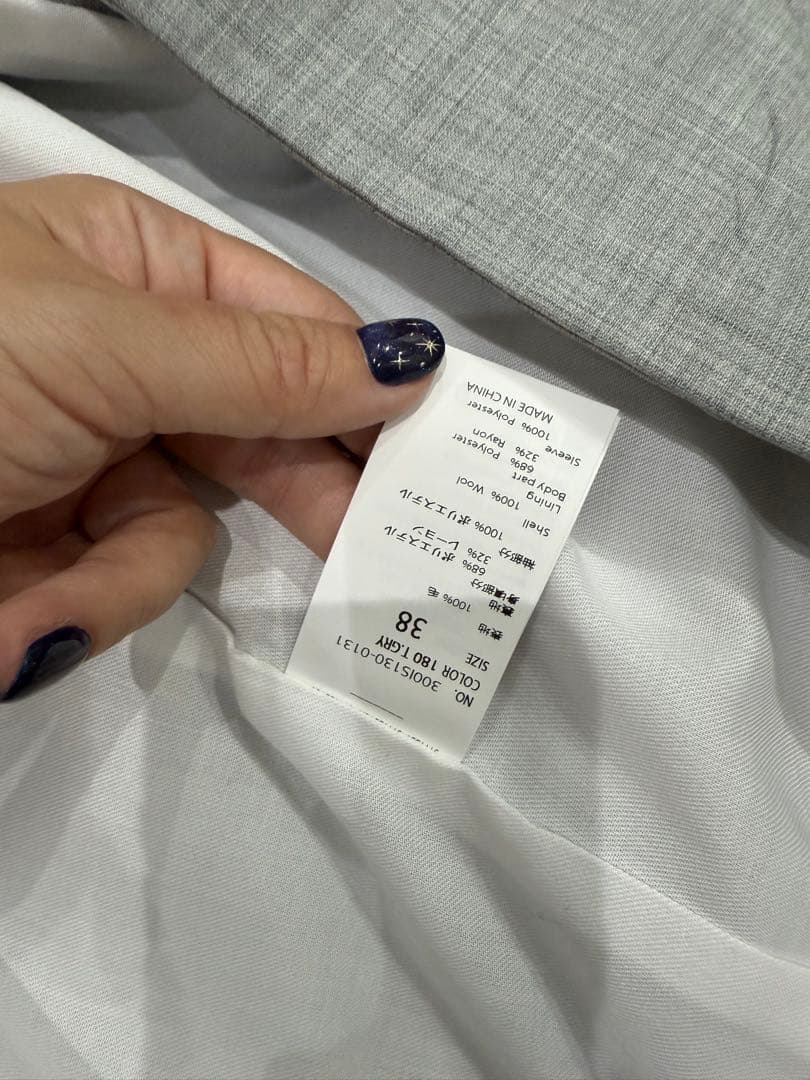 NO. 300IS130-0131
COLOR 180 T.GRY
SIZE 38
表地 100% 毛
裏地
身頃部分
68% ポリエステル
32% レーヨン
袖部分 100% ポリエステル
Shell 100% Wool
Lining
Body part
68% Polyester
32% Rayon
Sleeve
100% Polyester
MADE IN CHINA